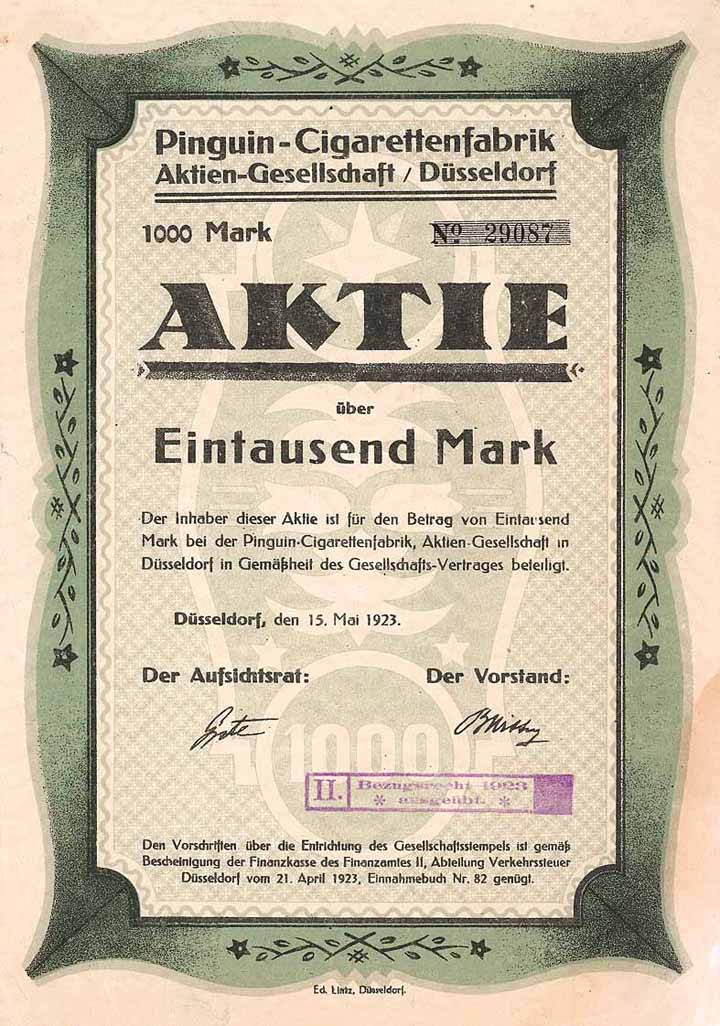 Pinguin-Cigarettenfabrik
Aktien-Gesellschaft / Düsseldorf
1000 Mark
No 29087
AKTIE
über
Eintausend Mark
Der Inhaber dieser Aktie ist für den Betrag von Eintausend
Mark bei der Pinguin-Cigarettenfabrik, Aktien-Gesellschaft in
Düsseldorf in Gemäßheit des Gesellschafts-Vertrages beteiligt.
Düsseldorf, den 15. Mai 1923.
Der Aufsichtsrat:
Der Vorstand:
1000
II. Bezugsrecht 1923
* ausgeübt. *
Den Vorschriften über die Entrichtung des Gesellschaftsstempels ist gemäß
Bescheinigung der Finanzkasse des Finanzamtes II, Abteilung Verkehrssteuer
Düsseldorf vom 21. April 1923, Einnahmebuch Nr. 82 genügt.
Ed. Lintz, Düsseldorf.